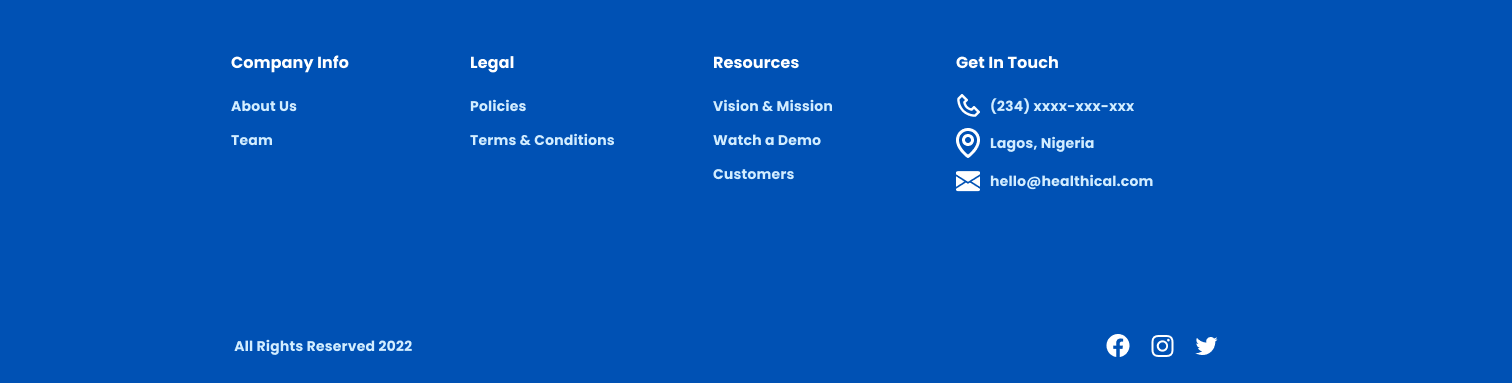 Company Info
About Us
Team
Legal
Policies
Terms & Conditions
Resources
Vision & Mission
Watch a Demo
Customers
Get In Touch
(234) xxxx-xxx-xxx
Lagos, Nigeria
hello@healthical.com
All Rights Reserved 2022